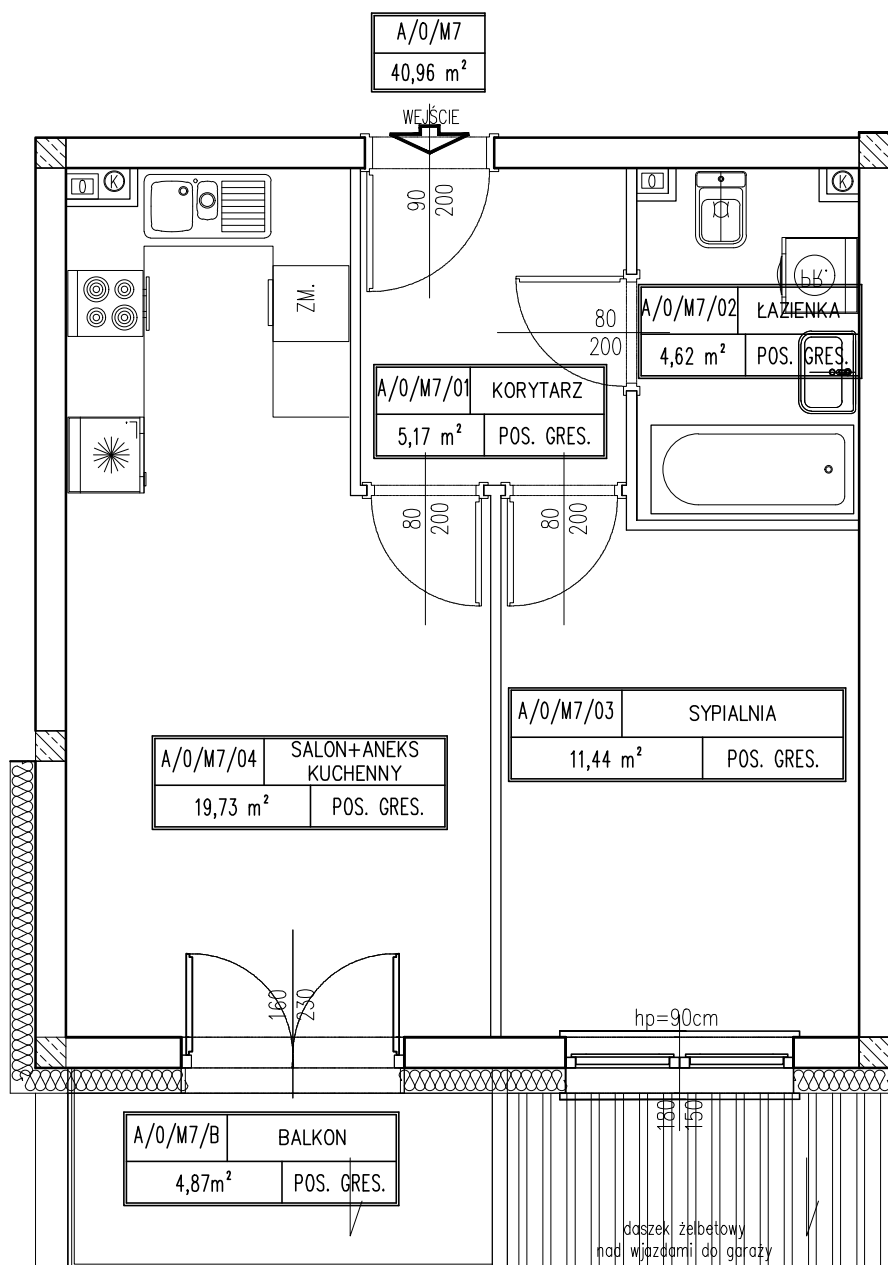 A/0/M7
40,96 m²
WEJŚCIE
K
K
90
200
ZM.
PR.
80
200
A/0/M7/02
ŁAZIENKA
4,62 m²
POS. GRES.
A/0/M7/01
KORYTARZ
5,17 m²
POS. GRES.
80
200
80
200
A/0/M7/03
SYPIALNIA
11,44 m²
POS. GRES.
A/0/M7/04
SALON+ANEKS
KUCHENNY
19,73 m²
POS. GRES.
160
230
hp=90cm
180
150
A/0/M7/B
BALKON
4,87m²
POS. GRES.
daszek żelbetowy
nad wjazdami do garaży